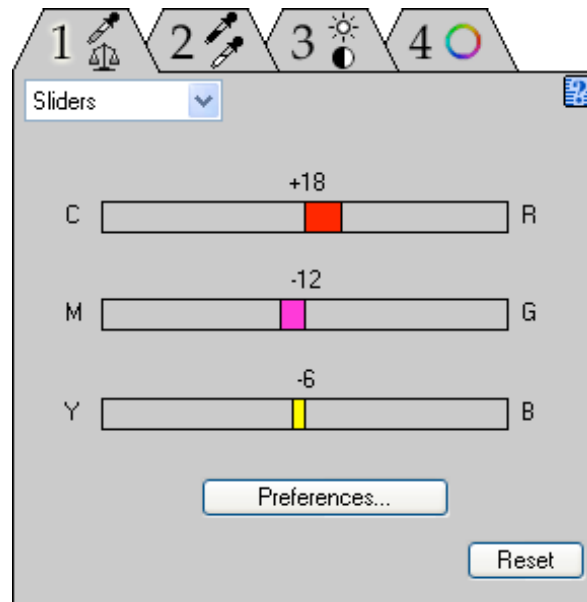 1 2 3 4
Sliders
?
+18
C R
-12
M G
-6
Y B
Preferences...
Reset